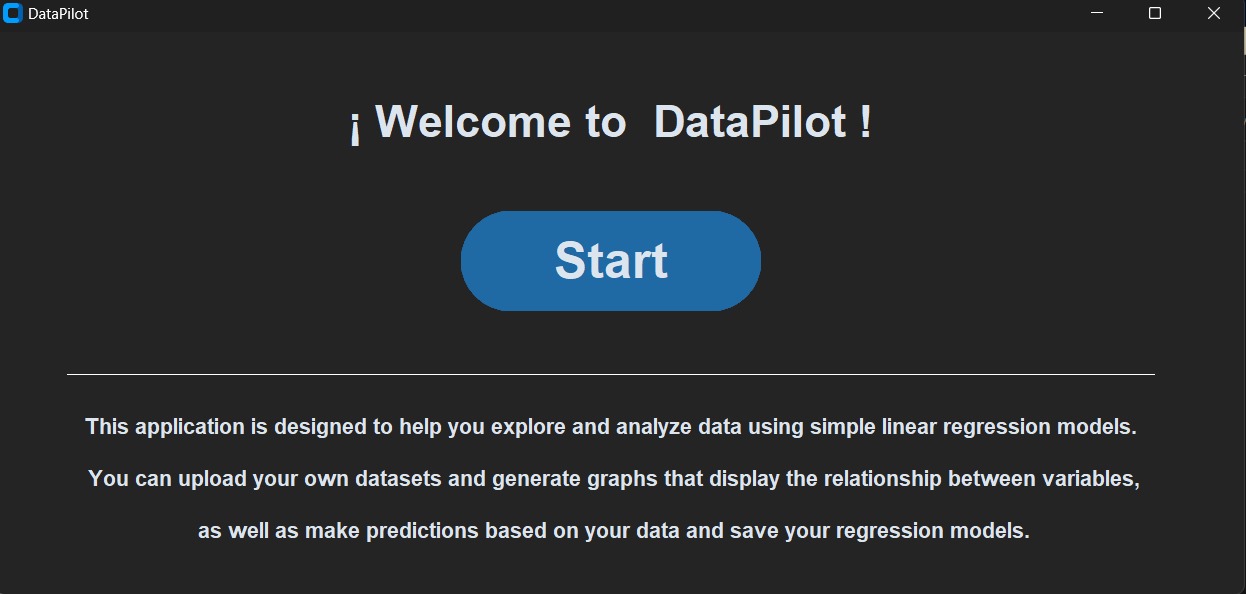 DataPilot
¡ Welcome to DataPilot !
Start
This application is designed to help you explore and analyze data using simple linear regression models.
You can upload your own datasets and generate graphs that display the relationship between variables,
as well as make predictions based on your data and save your regression models.